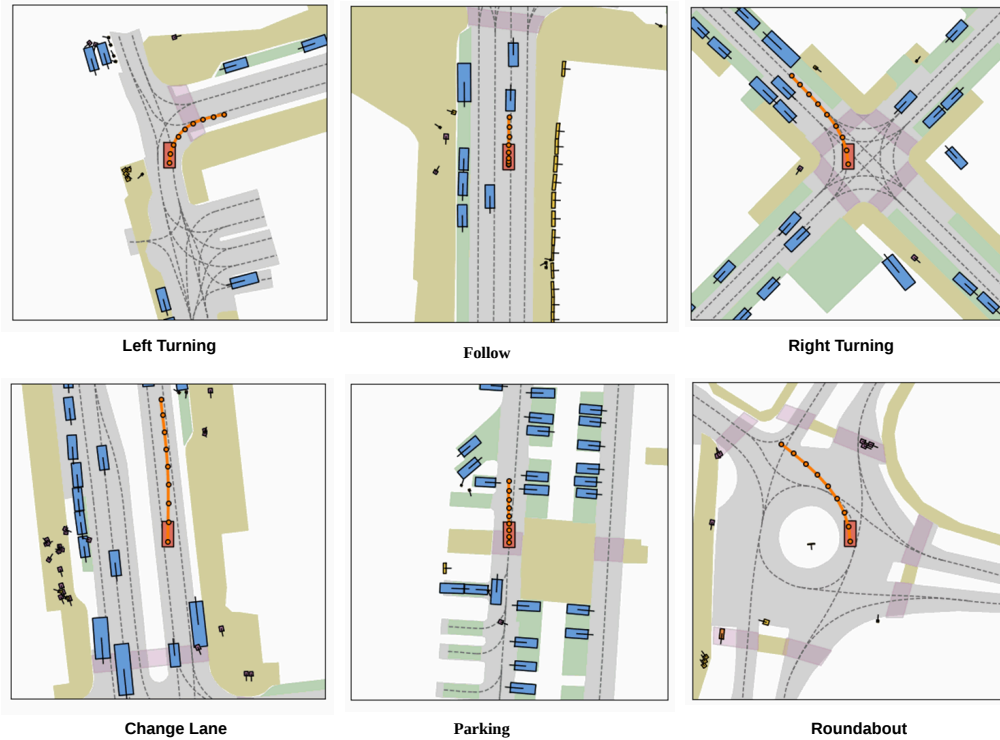 Left Turning
Follow
Right Turning
Change Lane
Parking
Roundabout